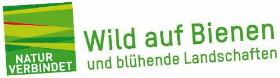 NATUR
VERBINDET
Wild auf Bienen
und blühende Landschaften